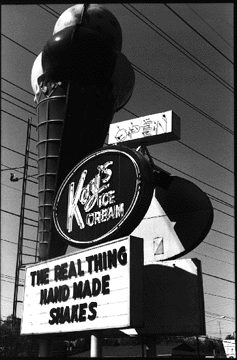 Kay's
ICE
CREAM
THE REAL THING
HAND MADE
SHAKES